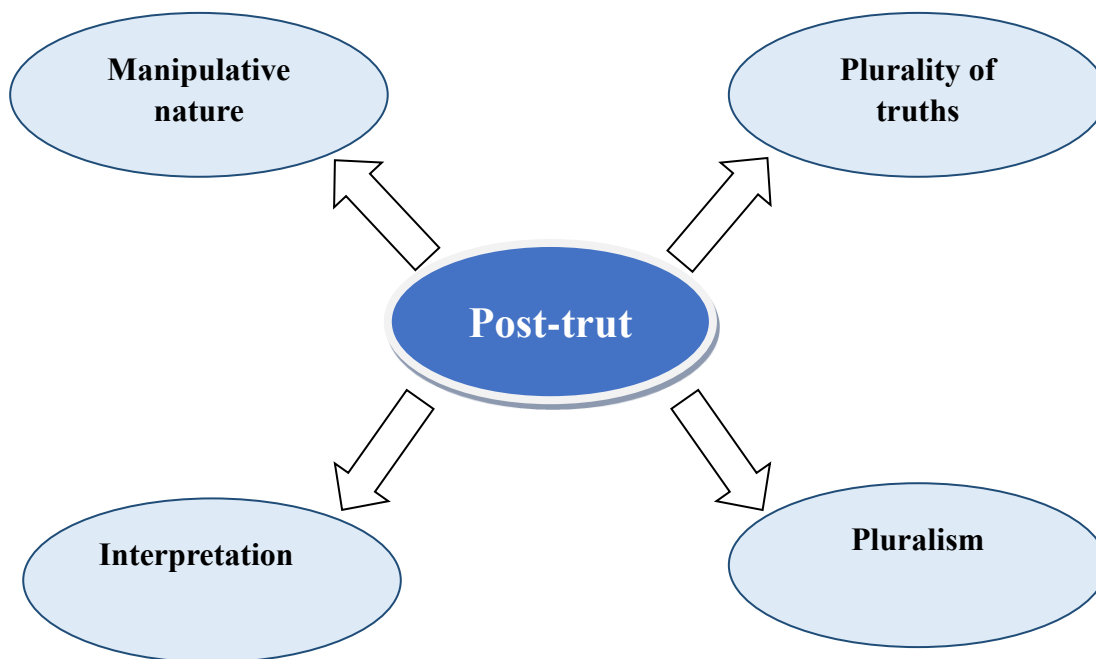 Manipulative
nature
Plurality of
truths
Post-trut
Interpretation
Pluralism